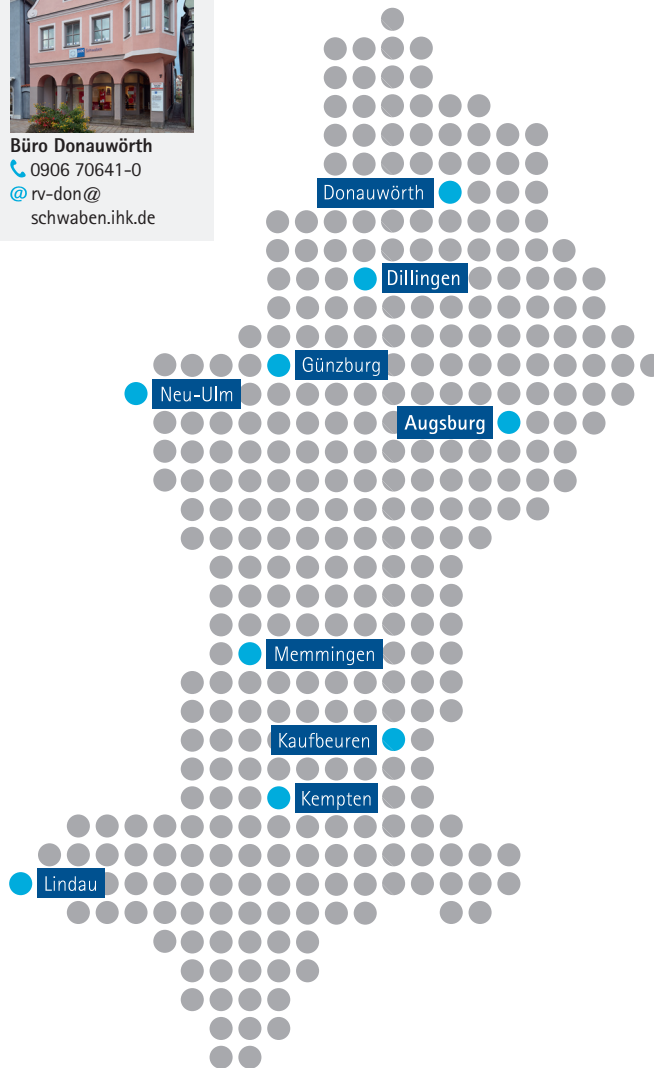 Büro Donauwörth
0906 70641-0
@ rv-don@
schwaben.ihk.de
Donauwörth
Dillingen
Günzburg
Neu-Ulm
Augsburg
Memmingen
Kaufbeuren
Kempten
Lindau